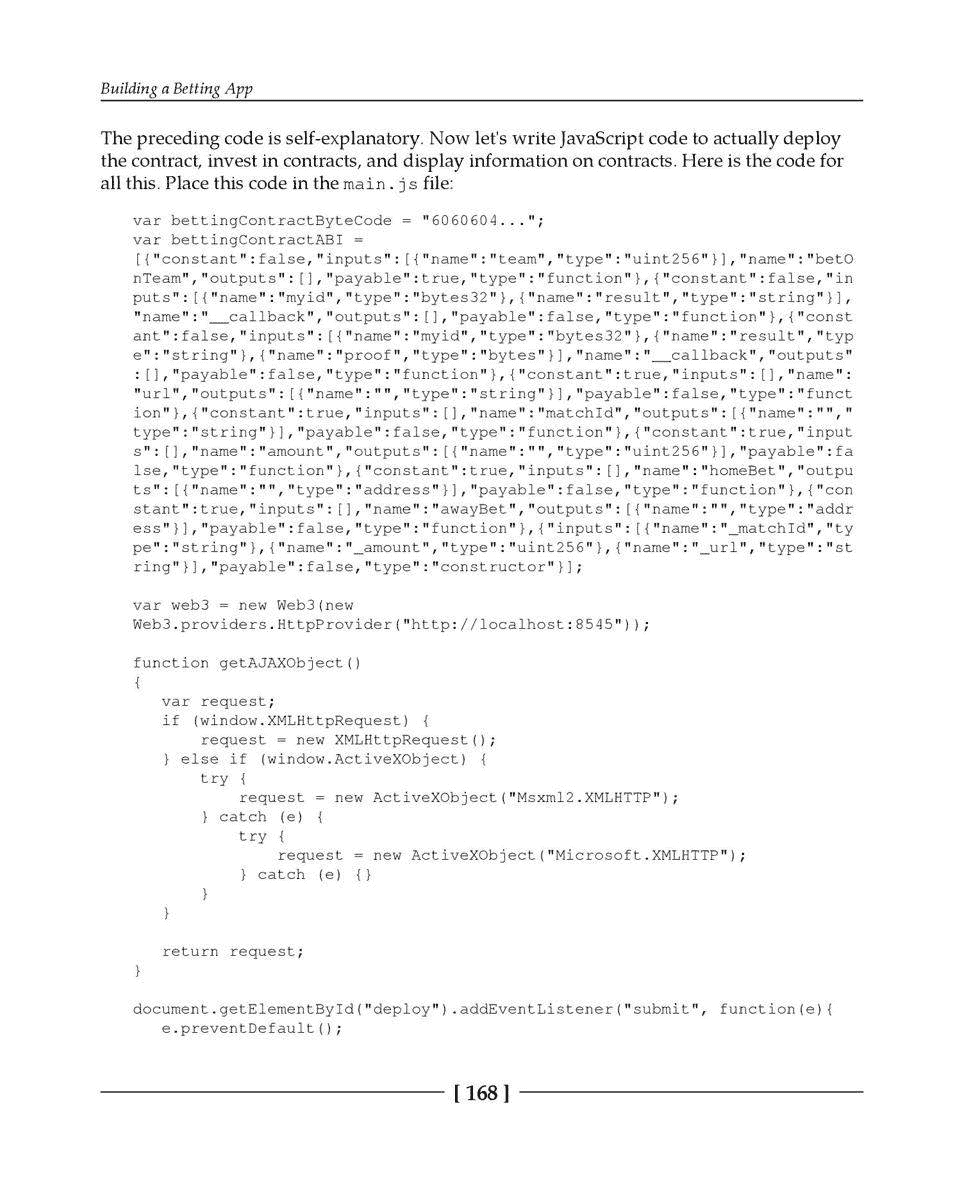 Building a Betting App
The preceding code is self-explanatory. Now let's write JavaScript code to actually deploy
the contract, invest in contracts, and display information on contracts. Here is the code for
all this. Place this code in the main.js file:
var bettingContractByteCode = "6060604...";
var bettingContractABI =
[{"constant":false,"inputs":[{"name":"team","type":"uint256"}],"name":"betO
nTeam","outputs":[],"payable":true,"type":"function"},{"constant":false,"in
puts":[{"name":"myid","type":"bytes32"},{"name":"result","type":"string"}],
"name":"__callback","outputs":[],"payable":false,"type":"function"},{"const
ant":false,"inputs":[{"name":"myid","type":"bytes32"},{"name":"result","typ
e":"string"},{"name":"proof","type":"bytes"}],"name":"__callback","outputs"
:[],"payable":false,"type":"function"},{"constant":true,"inputs":[],"name":
"url","outputs":[{"name":"","type":"string"}],"payable":false,"type":"funct
ion"},{"constant":true,"inputs":[],"name":"matchId","outputs":[{"name":"","
type":"string"}],"payable":false,"type":"function"},{"constant":true,"input
s":[],"name":"amount","outputs":[{"name":"","type":"uint256"}],"payable":fa
lse,"type":"function"},{"constant":true,"inputs":[],"name":"homeBet","outpu
ts":[{"name":"","type":"address"}],"payable":false,"type":"function"},{"con
stant":true,"inputs":[],"name":"awayBet","outputs":[{"name":"","type":"addr
ess"}],"payable":false,"type":"function"},{"inputs":[{"name":"_matchId","ty
pe":"string"},{"name":"_amount","type":"uint256"},{"name":"_url","type":"st
ring"}],"payable":false,"type":"constructor"}];
var web3 = new Web3(new
Web3.providers.HttpProvider("http://localhost:8545"));
function getAJAXObject()
{
var request;
if (window.XMLHttpRequest) {
request = new XMLHttpRequest();
} else if (window.ActiveXObject) {
try {
request = new ActiveXObject("Msxml2.XMLHTTP");
} catch (e) {
try {
request = new ActiveXObject("Microsoft.XMLHTTP");
} catch (e) {}
}
}
return request;
}
document.getElementById("deploy").addEventListener("submit", function(e){
e.preventDefault();
[ 168 ]